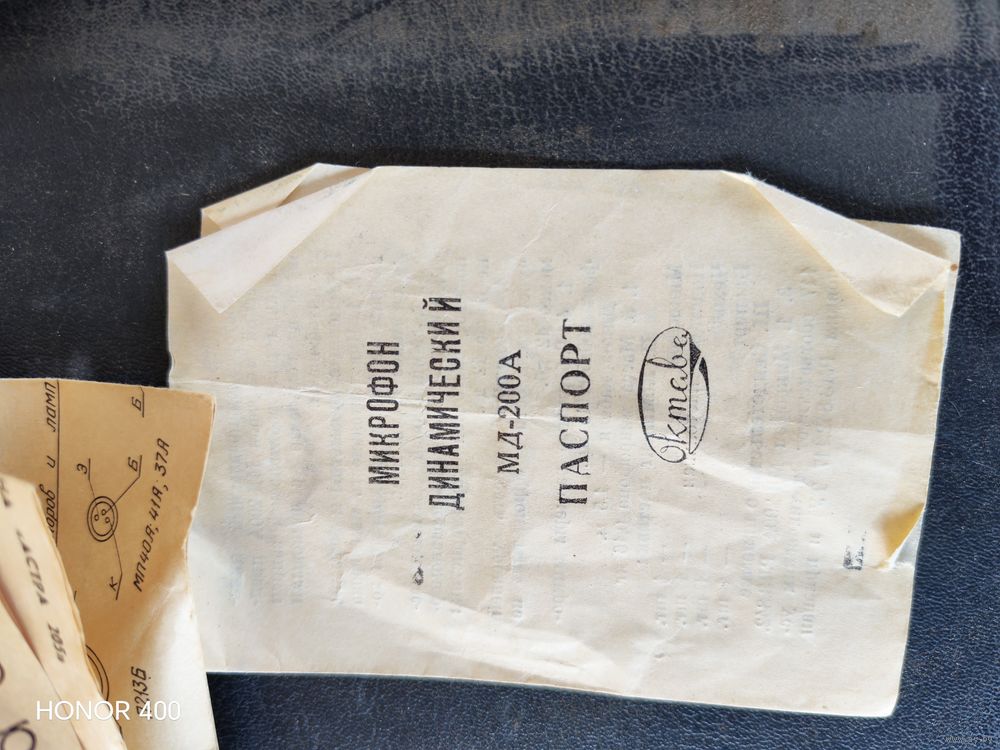 МИКРОФОН
ДИНАМИЧЕСКИЙ
МД-200А
ПАСПОРТ
Октава
Б
З
Б
К
МП40А; 41А; 37А
HONOR 400